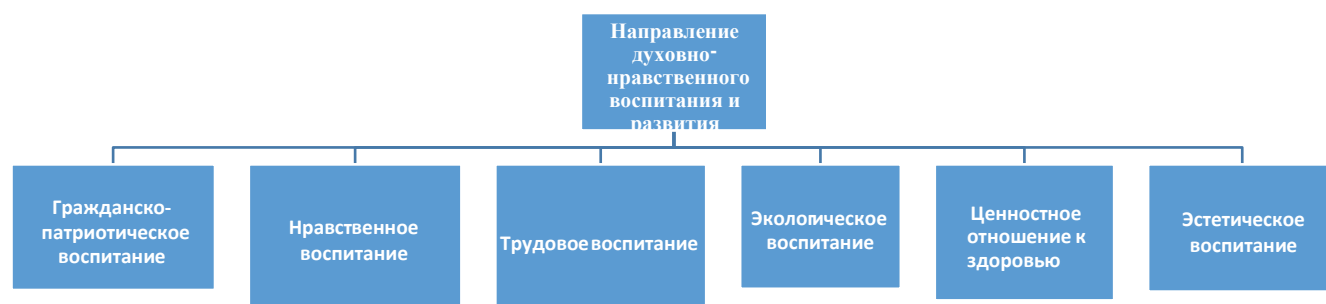 Направление
духовно-
нравственного
воспитания и
развития
Гражданско-
патриотическое
воспитание
Нравственное
воспитание
Трудовое воспитание
Экологическое
воспитание
Ценностное
отношение к
здоровью
Эстетическое
воспитание